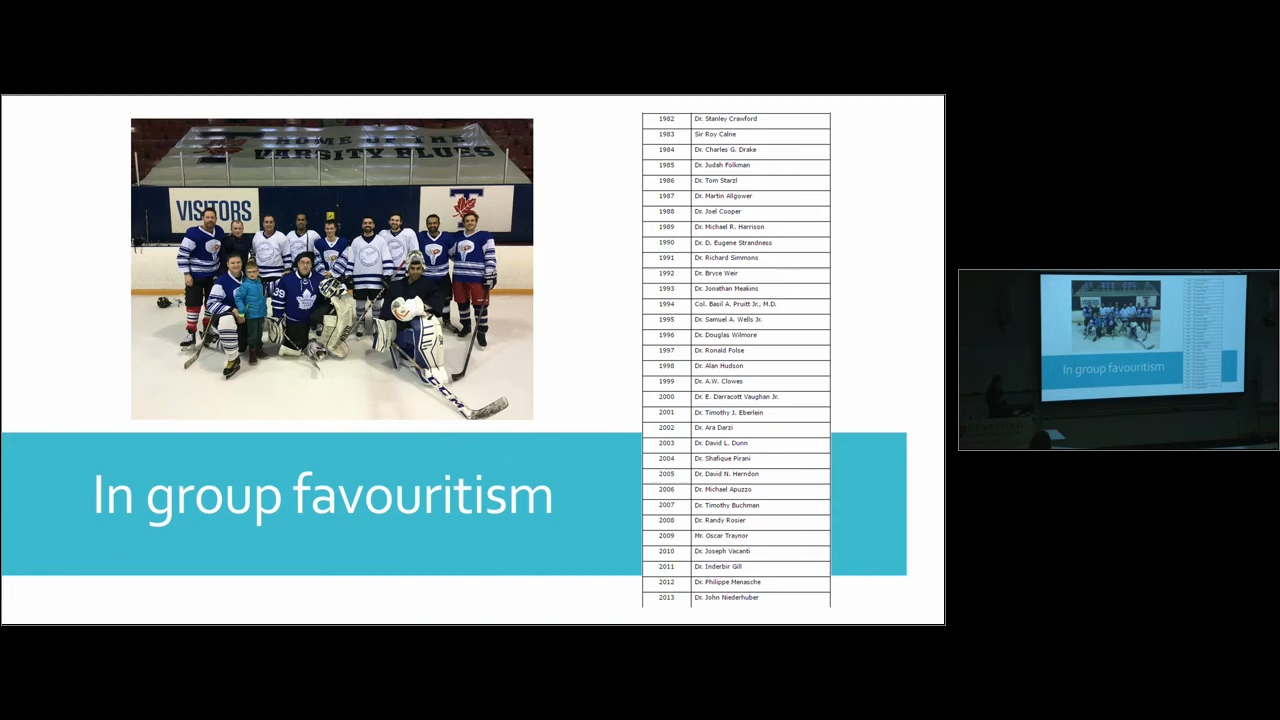 HOME OF THE
VARSITY BLUES
VISITORS
T
39
CCM
In group favouritism
1982 Dr. Stanley Crawford
1983 Sir Roy Calne
1984 Dr. Charles G. Drake
1985 Dr. Judah Folkman
1986 Dr. Tom Starzl
1987 Dr. Martin Allgower
1988 Dr. Joel Cooper
1989 Dr. Michael R. Harrison
1990 Dr. D. Eugene Strandness
1991 Dr. Richard Simmons
1992 Dr. Bryce Weir
1993 Dr. Jonathan Meakins
1994 Col. Basil A. Pruitt Jr., M.D.
1995 Dr. Samuel A. Wells Jr.
1996 Dr. Douglas Wilmore
1997 Dr. Ronald Folse
1998 Dr. Alan Hudson
1999 Dr. A.W. Clowes
2000 Dr. E. Darracott Vaughan Jr.
2001 Dr. Timothy J. Eberlein
2002 Dr. Ara Darzi
2003 Dr. David L. Dunn
2004 Dr. Shafique Pirani
2005 Dr. David N. Herndon
2006 Dr. Michael Apuzzo
2007 Dr. Timothy Buchman
2008 Dr. Randy Rosier
2009 Mr. Oscar Traynor
2010 Dr. Joseph Vacanti
2011 Dr. Inderbir Gill
2012 Dr. Philippe Menasche
2013 Dr. John Niederhuber
VISITORS
In group favouritism